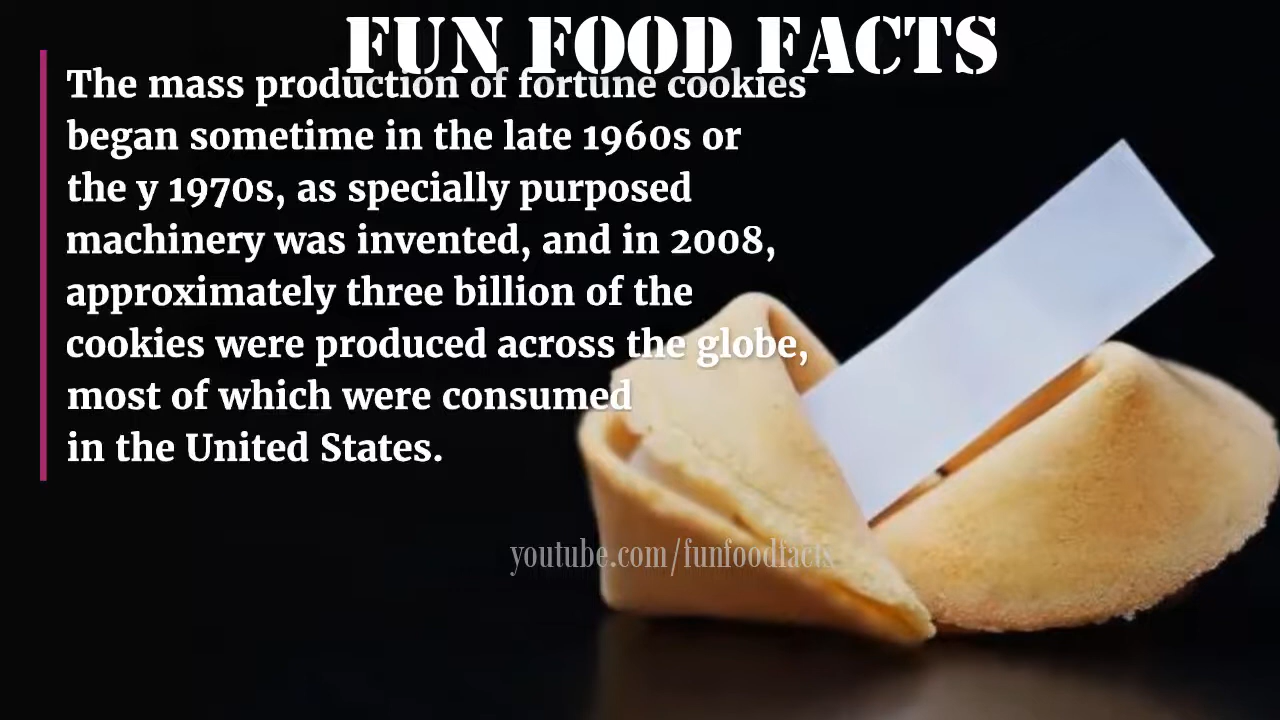 FUN FOOD FACTS
The mass production of fortune cookies
began sometime in the late 1960s or
the y 1970s, as specially purposed
machinery was invented, and in 2008,
approximately three billion of the
cookies were produced across the globe,
most of which were consumed
in the United States.
youtube.com/funfoodfacts